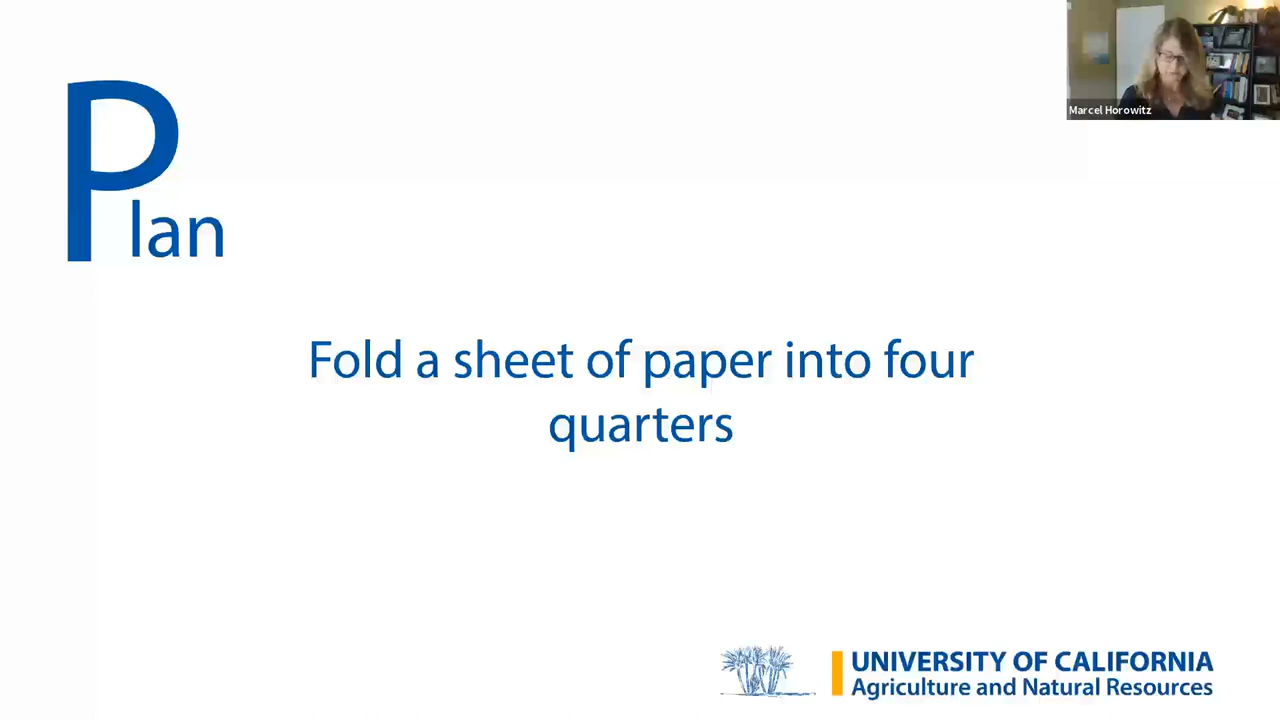 Marcel Horowitz
Plan
Fold a sheet of paper into four
quarters
UNIVERSITY OF CALIFORNIA
Agriculture and Natural Resources